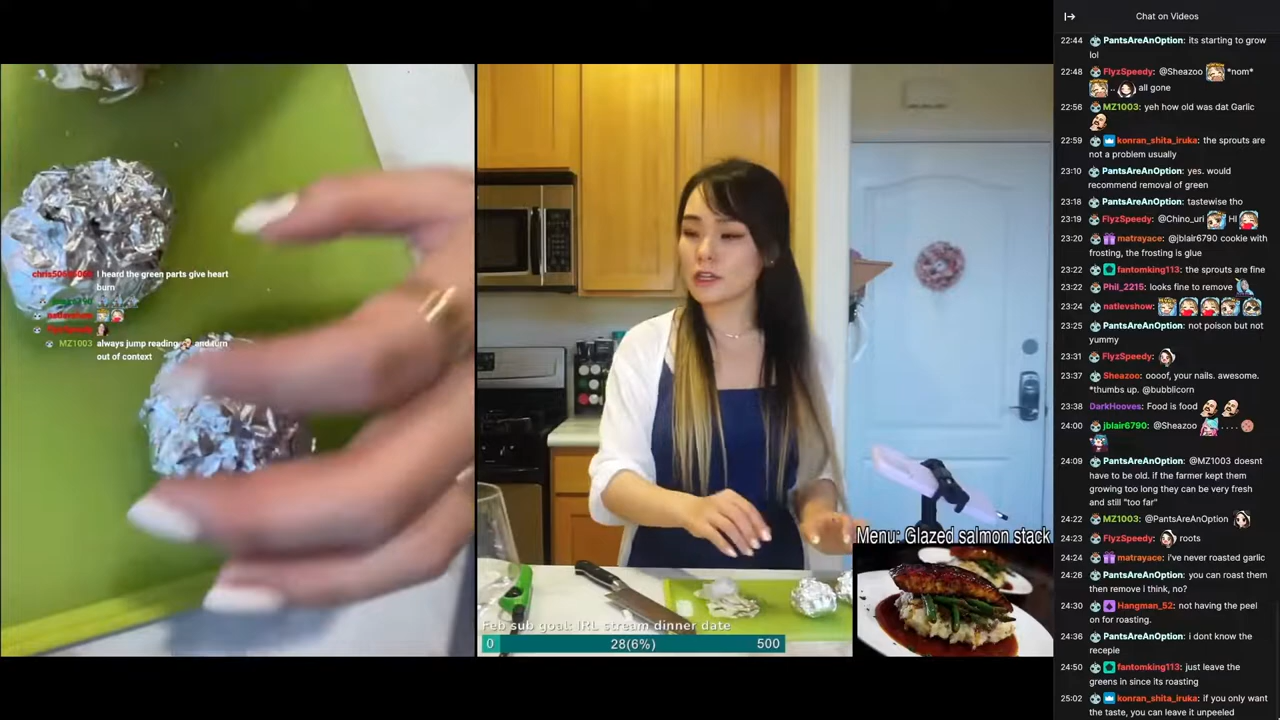 chris50
I heard the green parts give heart
burn
natlevshow
MZ1003 always jump reading and turn
out of context
Menu: Glazed salmon stack
Feb sub goal: IRL stream dinner date
0 28(6%) 500
Chat on Videos
22:44 PantsAreAnOption: its starting to grow
lol
22:48 FlyzSpeedy: @Sheazoo *nom*
.. all gone
22:56 MZ1003: yeh how old was dat Garlic
22:59 konran_shita_iruka: the sprouts are
not a problem usually
23:10 PantsAreAnOption: yes. would
recommend removal of green
23:18 PantsAreAnOption: tastewise tho
23:19 FlyzSpeedy: @Chino_uri HI
23:20 matrayace: @jblair6790 cookie with
frosting, the frosting is glue
23:22 fantomking113: the sprouts are fine
23:22 Phil_2215: looks fine to remove
23:24 natlevshow:
23:25 PantsAreAnOption: not poison but not
yummy
23:31 FlyzSpeedy:
23:37 Sheazoo: oooof, your nails. awesome.
*thumbs up. @bubblicorn
23:38 DarkHooves: Food is food
24:00 jblair6790: @Sheazoo ....
24:09 PantsAreAnOption: @MZ1003 doesnt
have to be old. if the farmer kept them
growing too long they can be very fresh
and still "too far"
24:22 MZ1003: @PantsAreAnOption
24:23 FlyzSpeedy: roots
24:24 matrayace: i've never roasted garlic
24:26 PantsAreAnOption: you can roast them
then remove i think, no?
24:30 Hangman_52: not having the peel
on for roasting.
24:36 PantsAreAnOption: i dont know the
recepie
24:50 fantomking113: just leave the
greens in since its roasting
25:02 konran_shita_iruka: if you only want
the taste, you can leave it unpeeled